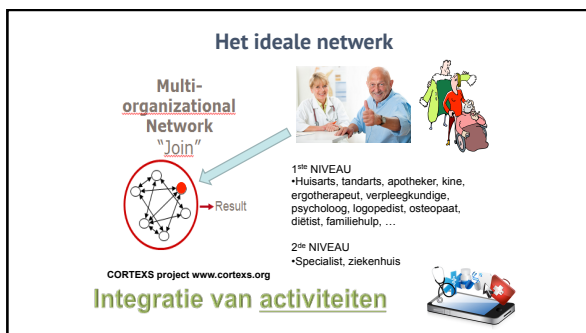 Het ideale netwerk
Multi-
organizational
Network
“Join”
Result
1ste NIVEAU
•Huisarts, tandarts, apotheker, kine,
ergotherapeut, verpleegkundige,
psycholoog, logopedist, osteopaat,
diëtist, familiehulp, …
2de NIVEAU
•Specialist, ziekenhuis
CORTEXS project www.cortexs.org
Integratie van activiteiten